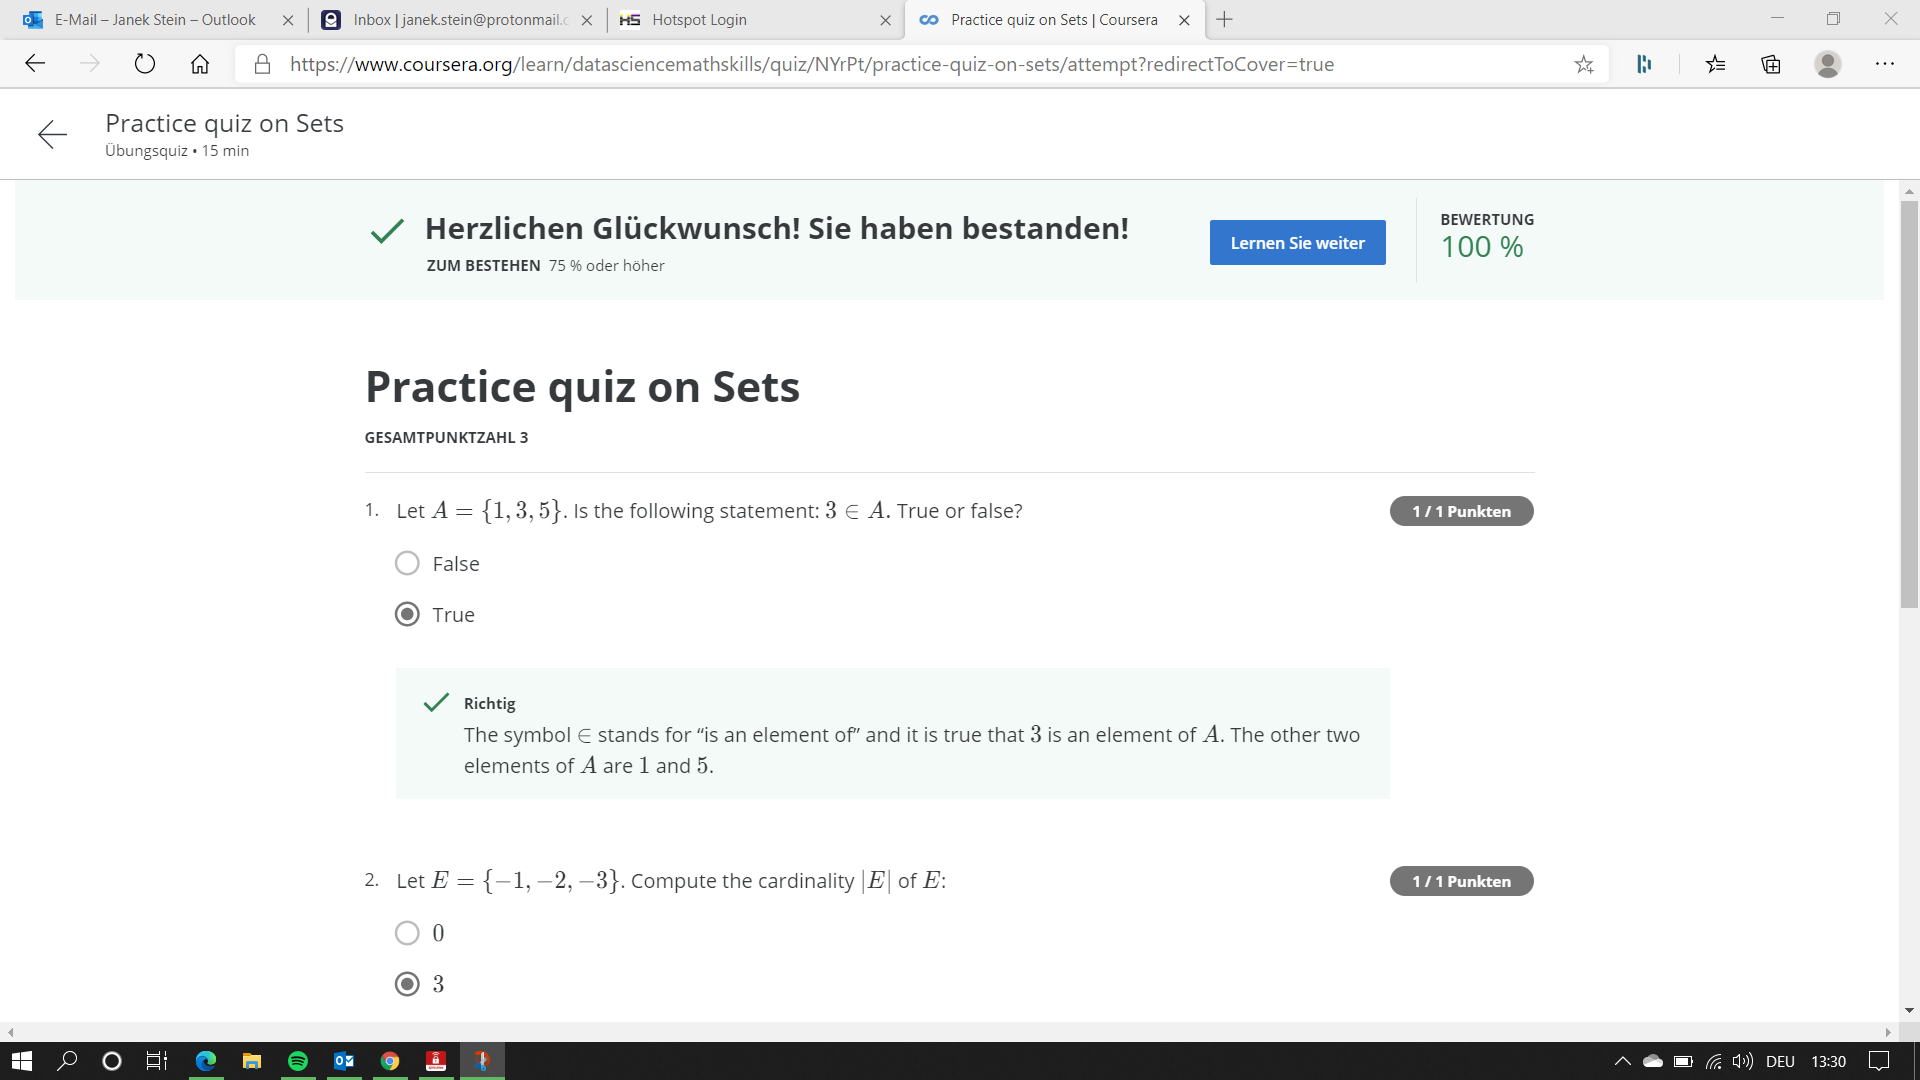 E-Mail – Janek Stein – Outlook
Inbox | janek.stein@protonmail.c
Hotspot Login
Practice quiz on Sets | Coursera
https://www.coursera.org/learn/datasciencemathskills/quiz/NYrPt/practice-quiz-on-sets/attempt?redirectToCover=true
Practice quiz on Sets
Übungsquiz • 15 min
Herzlichen Glückwunsch! Sie haben bestanden!
ZUM BESTEHEN 75 % oder höher
Lernen Sie weiter
BEWERTUNG
100 %
Practice quiz on Sets
GESAMTPUNKTZAHL 3
1. Let A = {1, 3, 5}. Is the following statement: 3 ∈ A. True or false?
1 / 1 Punkten
False
True
Richtig
The symbol ∈ stands for “is an element of” and it is true that 3 is an element of A. The other two
elements of A are 1 and 5.
2. Let E = {−1, −2, −3}. Compute the cardinality |E| of E:
1 / 1 Punkten
0
3
DEU 13:30